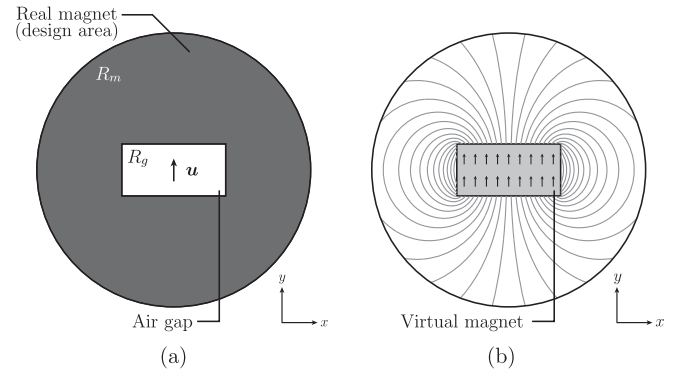 Real magnet
(design area)
R_m
R_g
u
Air gap
y
x
(a)
Virtual magnet
y
x
(b)